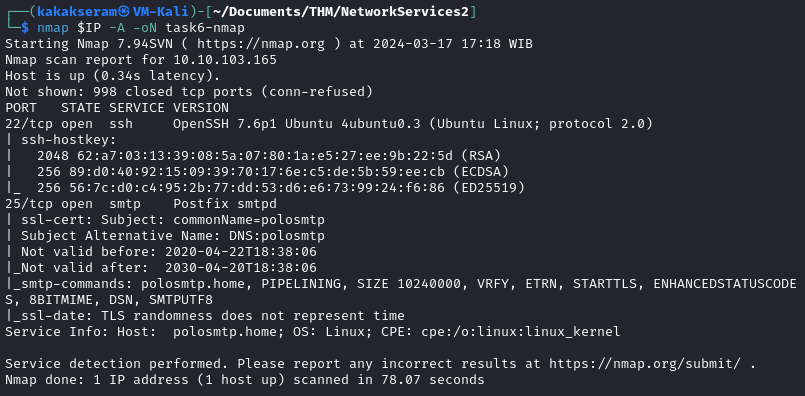 ┌──(kakakseram㉿VM-Kali)-[~/Documents/THM/NetworkServices2]
└─$ nmap $IP -A -oN task6-nmap
Starting Nmap 7.94SVN ( https://nmap.org ) at 2024-03-17 17:18 WIB
Nmap scan report for 10.10.103.165
Host is up (0.34s latency).
Not shown: 998 closed tcp ports (conn-refused)
PORT   STATE SERVICE VERSION
22/tcp open  ssh     OpenSSH 7.6p1 Ubuntu 4ubuntu0.3 (Ubuntu Linux; protocol 2.0)
| ssh-hostkey:
|   2048 62:a7:03:13:39:08:5a:07:80:1a:e5:27:ee:9b:22:5d (RSA)
|   256 89:d0:40:92:15:09:39:70:17:6e:c5:de:5b:59:ee:cb (ECDSA)
|_  256 56:7c:d0:c4:95:2b:77:dd:53:d6:e6:73:99:24:f6:86 (ED25519)
25/tcp open  smtp    Postfix smtpd
| ssl-cert: Subject: commonName=polosmtp
| Subject Alternative Name: DNS:polosmtp
| Not valid before: 2020-04-22T18:38:06
|_Not valid after:  2030-04-20T18:38:06
|_smtp-commands: polosmtp.home, PIPELINING, SIZE 10240000, VRFY, ETRN, STARTTLS, ENHANCEDSTATUSCODE
S, 8BITMIME, DSN, SMTPUTF8
|_ssl-date: TLS randomness does not represent time
Service Info: Host:  polosmtp.home; OS: Linux; CPE: cpe:/o:linux:linux_kernel

Service detection performed. Please report any incorrect results at https://nmap.org/submit/ .
Nmap done: 1 IP address (1 host up) scanned in 78.07 seconds